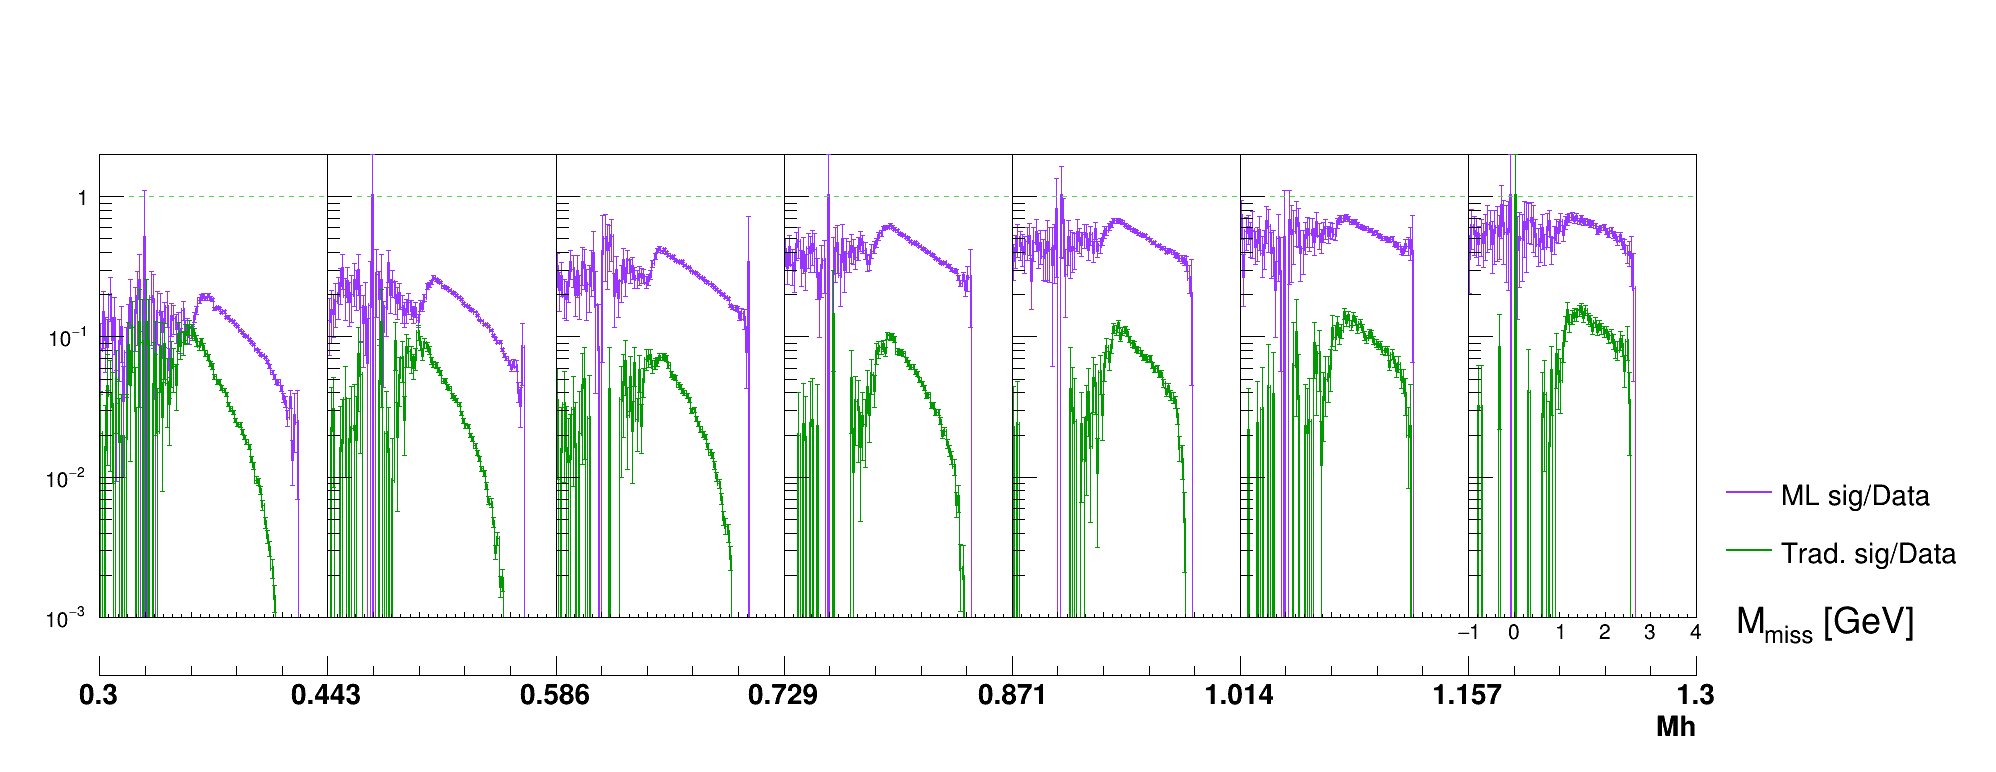 1
10⁻¹
10⁻²
10⁻³
ML sig/Data
Trad. sig/Data
−1 0 1 2 3 4
M_miss [GeV]
0.3 0.443 0.586 0.729 0.871 1.014 1.157 1.3
Mh